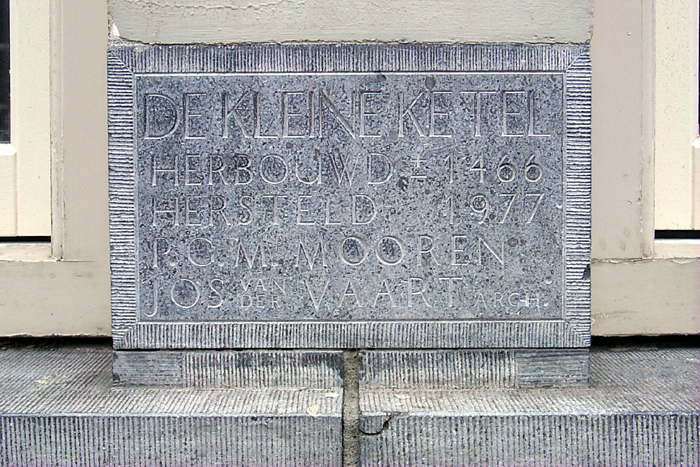 DE KLEINE KETEL
HERBOUWD ± 1466
HERSTELD 1977
P.C.M. MOOREN
JOS VAN DER VAART ARCH.